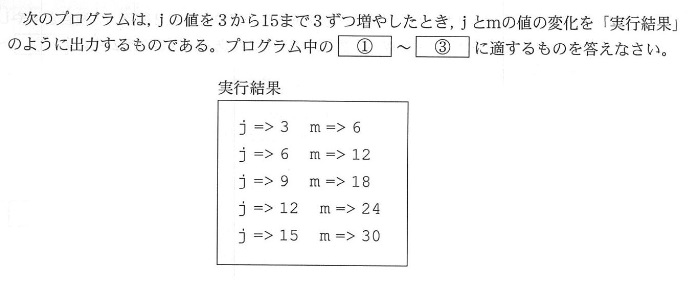 次のプログラムは，jの値を3から15まで3ずつ増やしたとき，jとmの値の変化を「実行結果」
のように出力するものである。プログラム中の ① ～ ③ に適するものを答えなさい。
実行結果
j => 3 m => 6
j => 6 m => 12
j => 9 m => 18
j => 12 m => 24
j => 15 m => 30